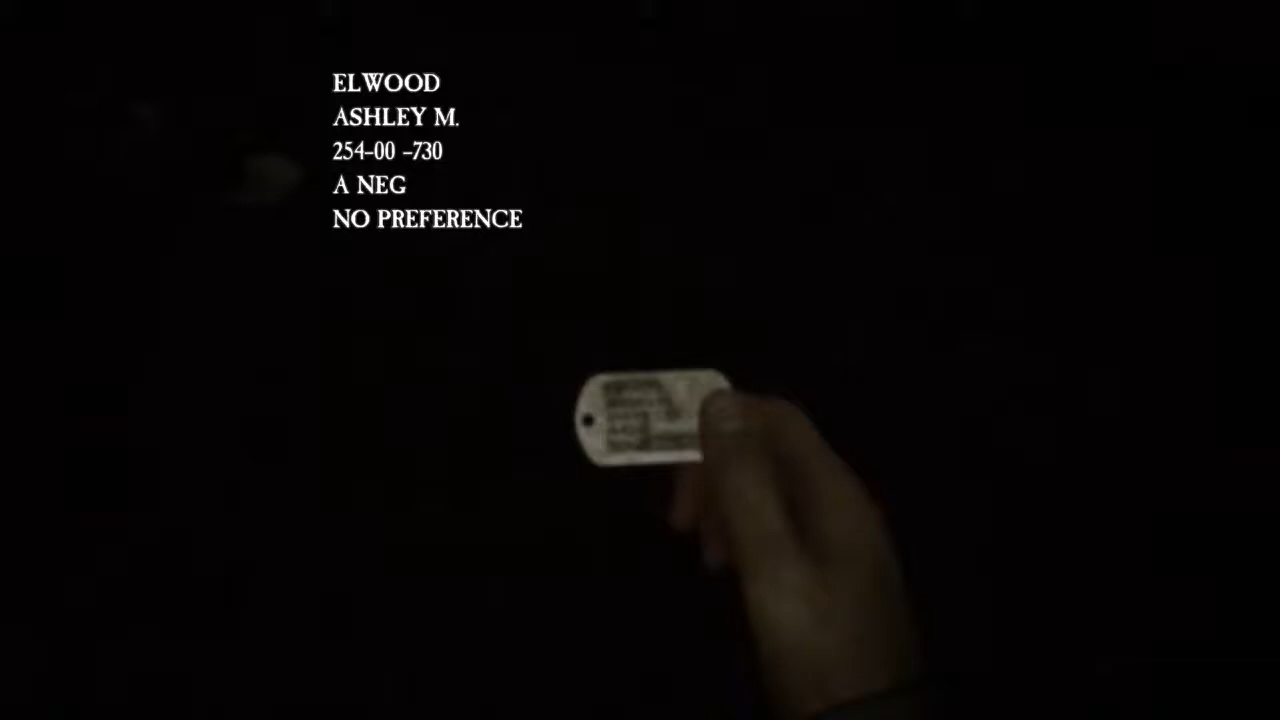 ELWOOD
ASHLEY M.
254-00 -730
A NEG
NO PREFERENCE